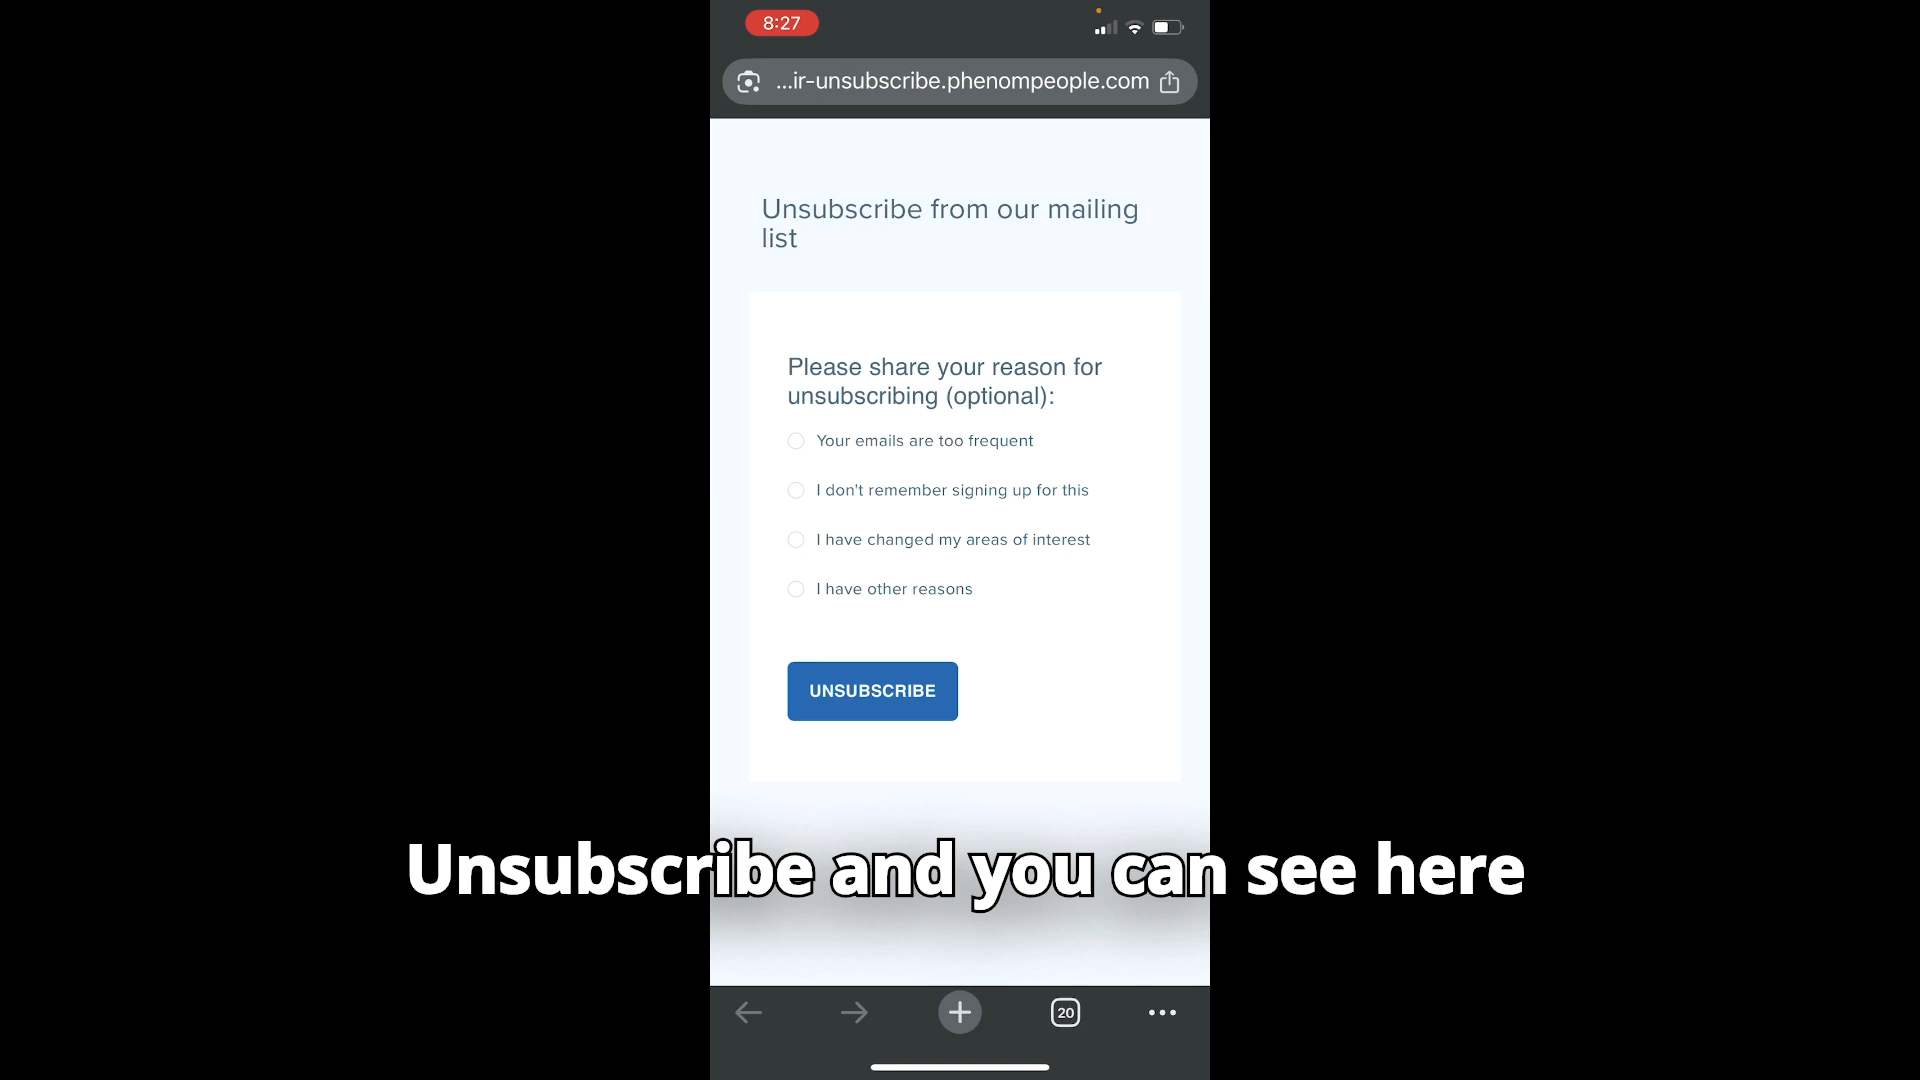 8:27
...ir-unsubscribe.phenompeople.com
Unsubscribe from our mailing
list
Please share your reason for
unsubscribing (optional):
Your emails are too frequent
I don't remember signing up for this
I have changed my areas of interest
I have other reasons
UNSUBSCRIBE
Unsubscribe and you can see here
20